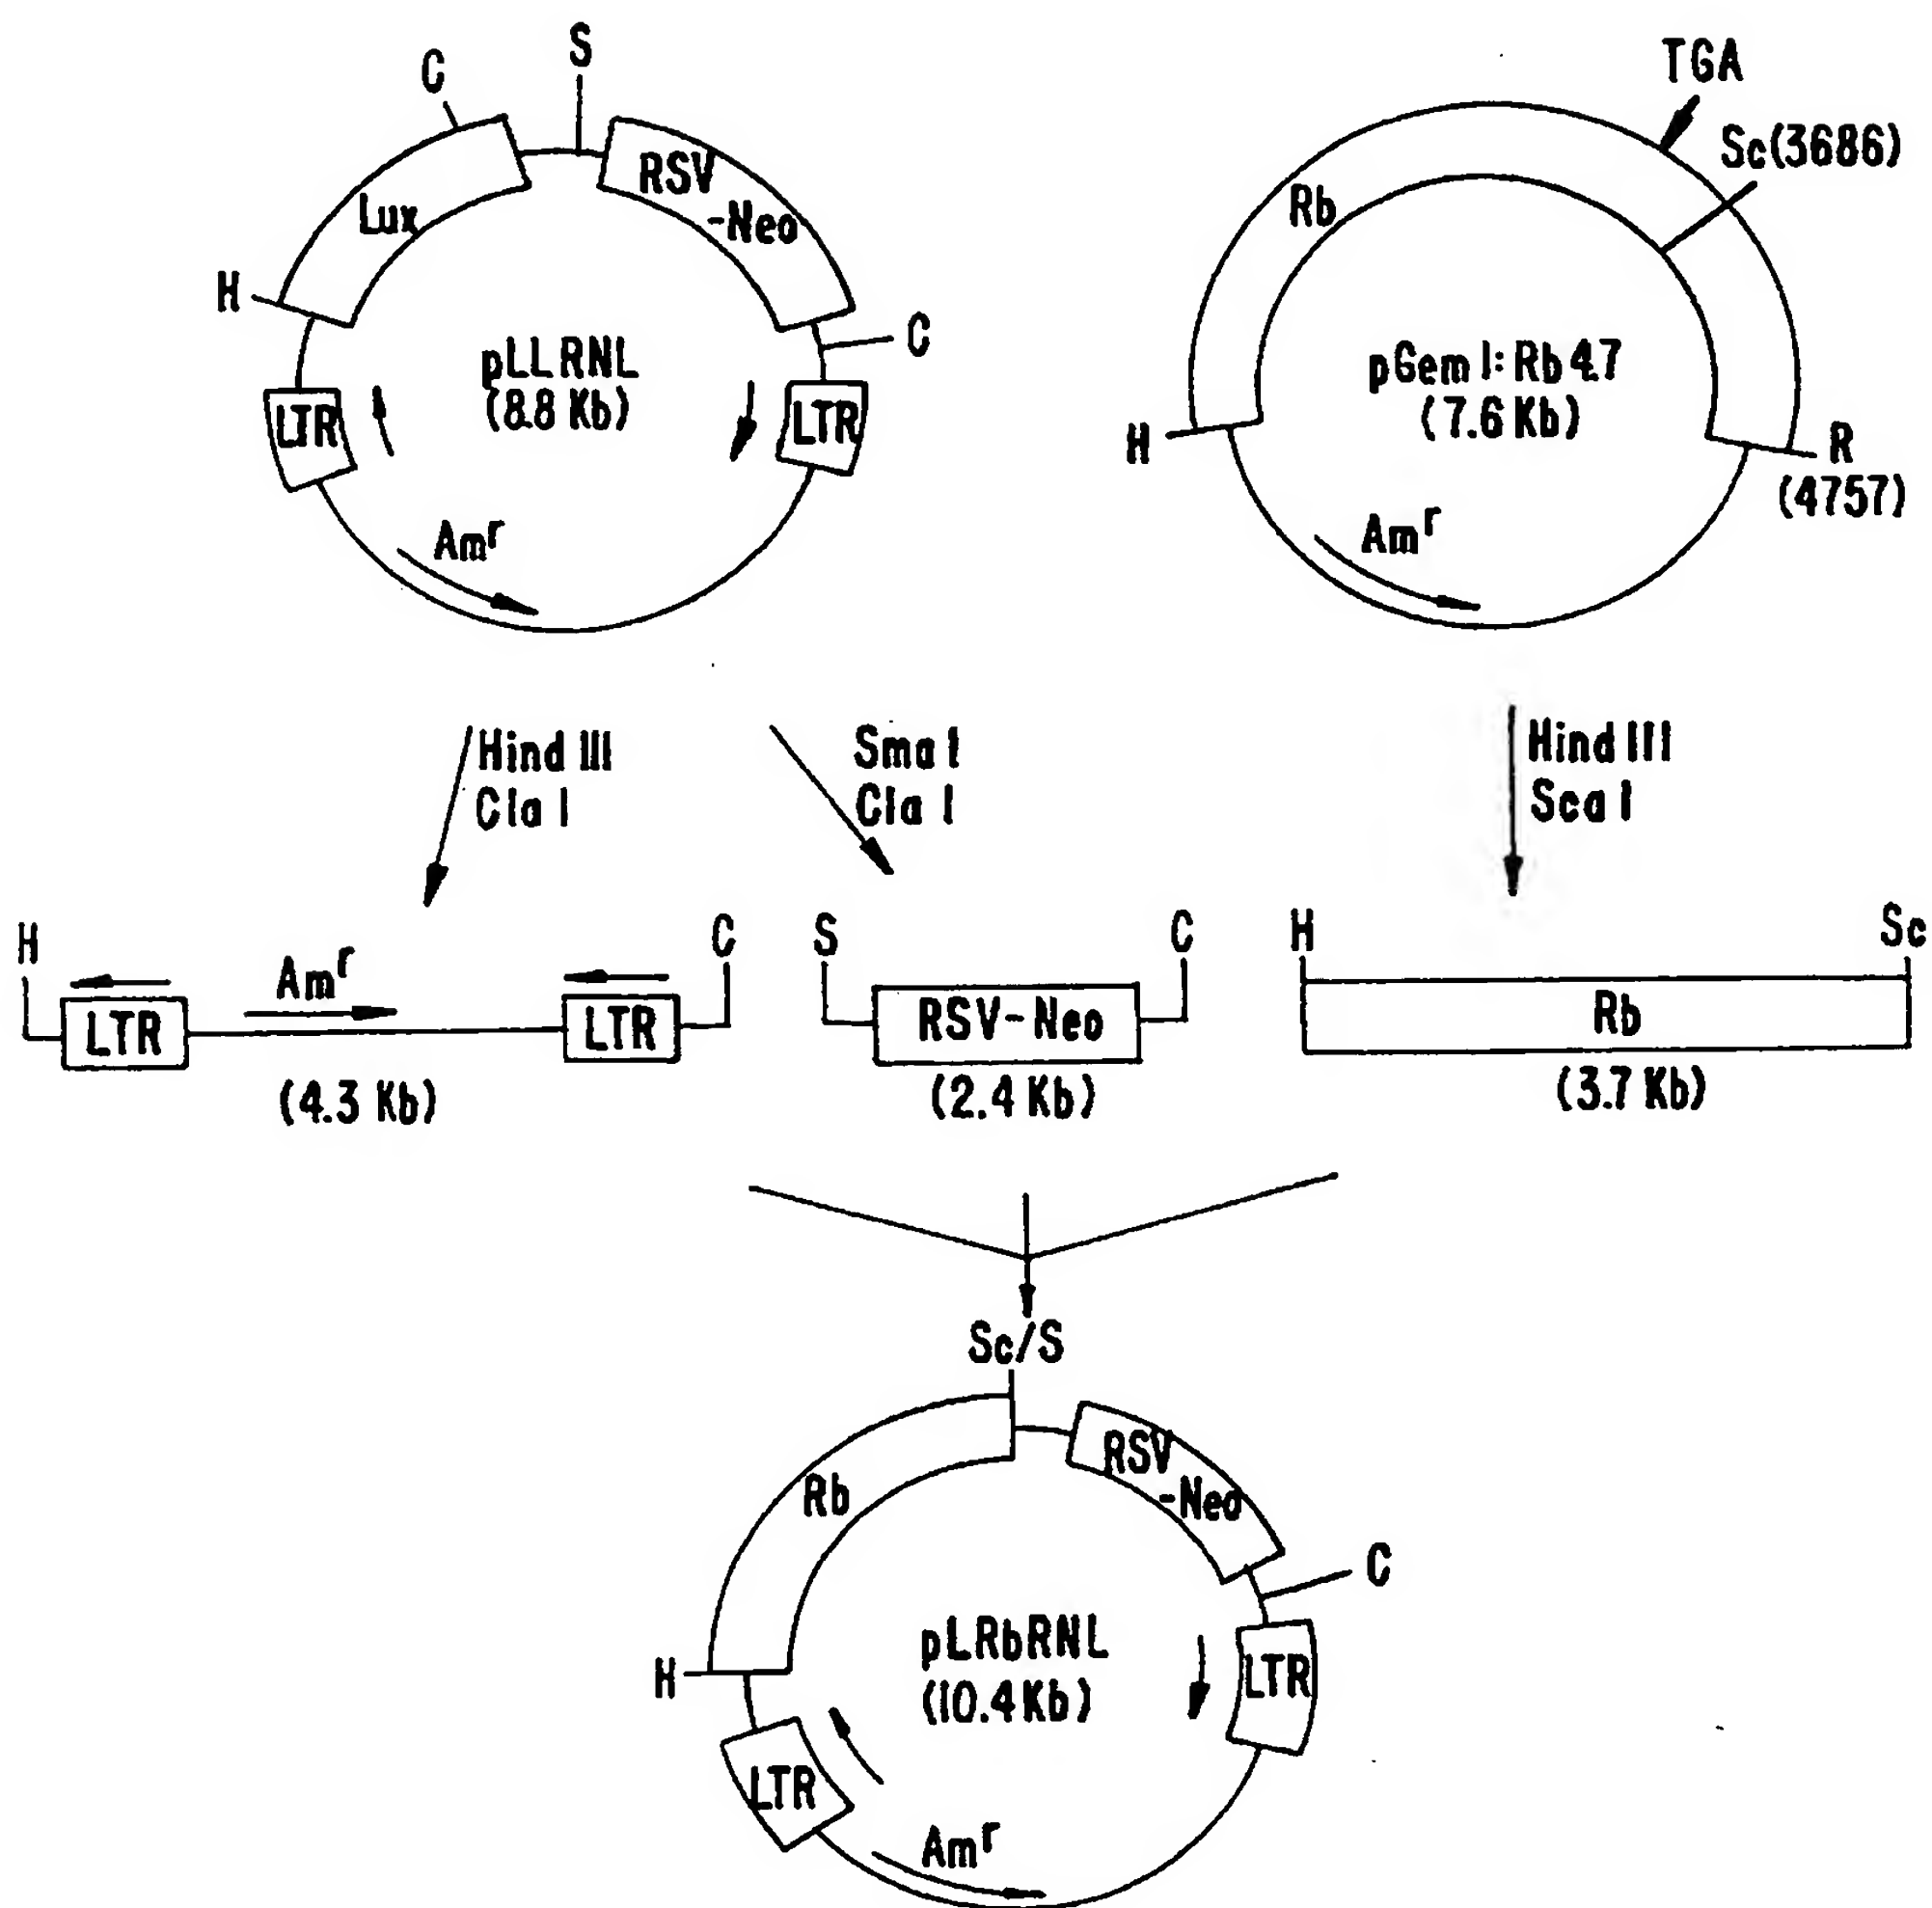 C
S
RSV
-Neo
Lux
H
C
pLLRNL
(8.8 Kb)
LTR
LTR
Amr
TGA
Sc(3686)
Rb
pGem I: Rb 4.7
(7.6 Kb)
H
R
(4757)
Amr
Hind III
Cla I
Sma I
Cla I
Hind III
Sca I
H
Amr
C
LTR
LTR
(4.3 Kb)
S
C
RSV-Neo
(2.4 Kb)
H
Sc
Rb
(3.7 Kb)
Sc/S
RSV
-Neo
Rb
C
pLRbRNL
(10.4 Kb)
H
LTR
LTR
Amr